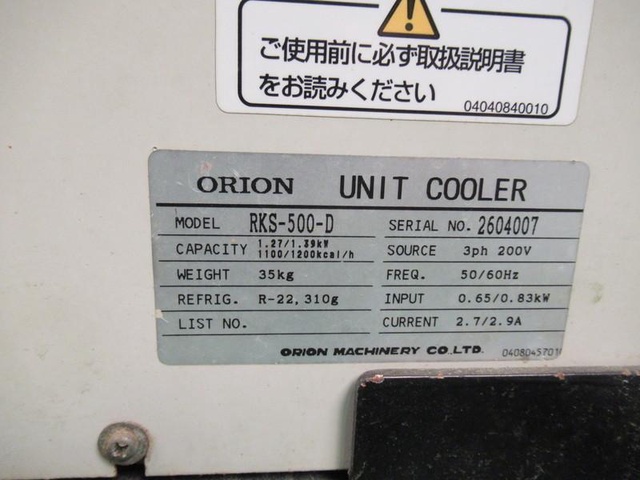 ご使用前に必ず取扱説明書
をお読みください
04040840010
ORION UNIT COOLER
MODEL RKS-500-D SERIAL NO. 2604007
CAPACITY 1.27/1.39kW 1100/1200kcal/h SOURCE 3ph 200V
WEIGHT 35kg FREQ. 50/60Hz
REFRIG. R-22, 310g INPUT 0.65/0.83kW
LIST NO. CURRENT 2.7/2.9A
ORION MACHINERY CO.,LTD.